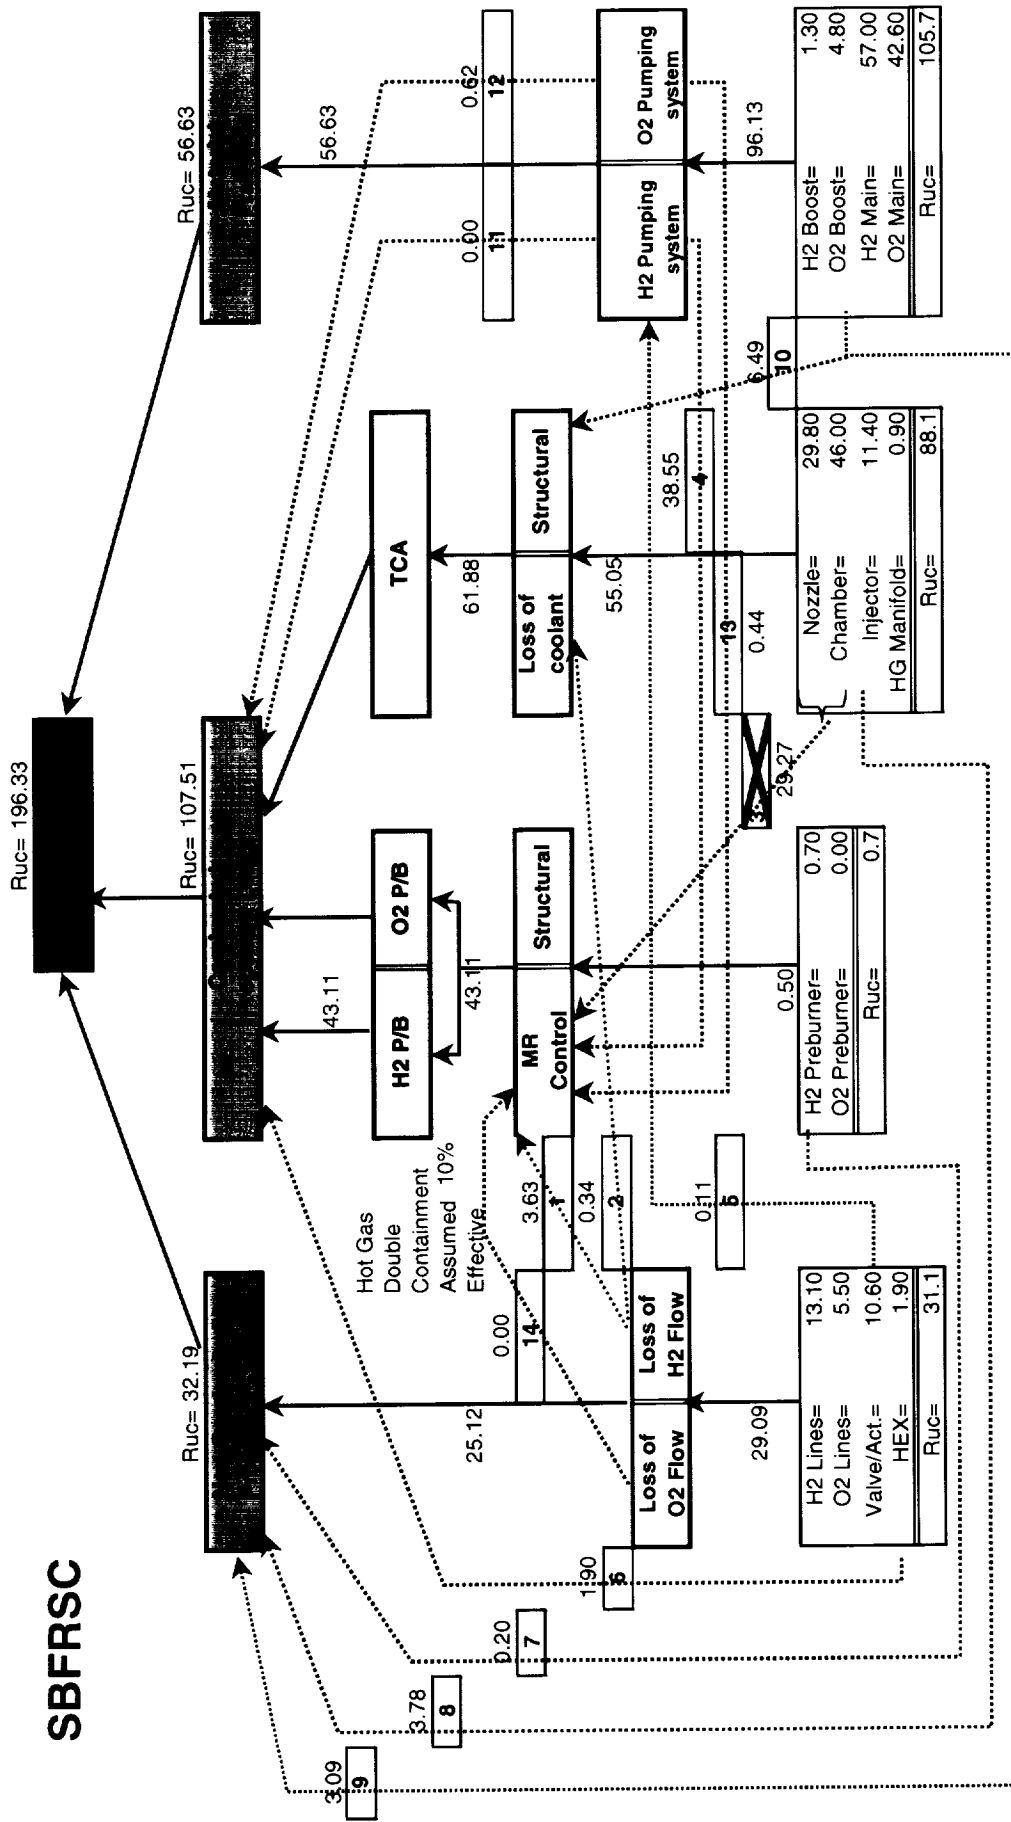 SBFRSC
Ruc= 196.33
Ruc= 32.19
Ruc= 107.51
Ruc= 56.63
25.12
43.11
56.63
Hot Gas
Double
Containment
Assumed 10%
Effective
H2 P/B
O2 P/B
TCA
43.11
61.88
0.00
11
0.62
12
3.09
9
3.78
8
0.20
7
1.90
6
0.00
14
3.63
1
0.34
2
0.11
5
MR
Control
Structural
Loss of
coolant
Structural
H2 Pumping
system
O2 Pumping
system
Loss of
O2 Flow
Loss of
H2 Flow
55.05
38.55
4
13
0.44
3
29.27
6.49
10
29.09
0.50
96.13
H2 Lines= 13.10
O2 Lines= 5.50
Valve/Act.= 10.60
HEX= 1.90
Ruc= 31.1
H2 Preburner= 0.70
O2 Preburner= 0.00
Ruc= 0.7
Nozzle= 29.80
Chamber= 46.00
Injector= 11.40
HG Manifold= 0.90
Ruc= 88.1
H2 Boost= 1.30
O2 Boost= 4.80
H2 Main= 57.00
O2 Main= 42.60
Ruc= 105.7